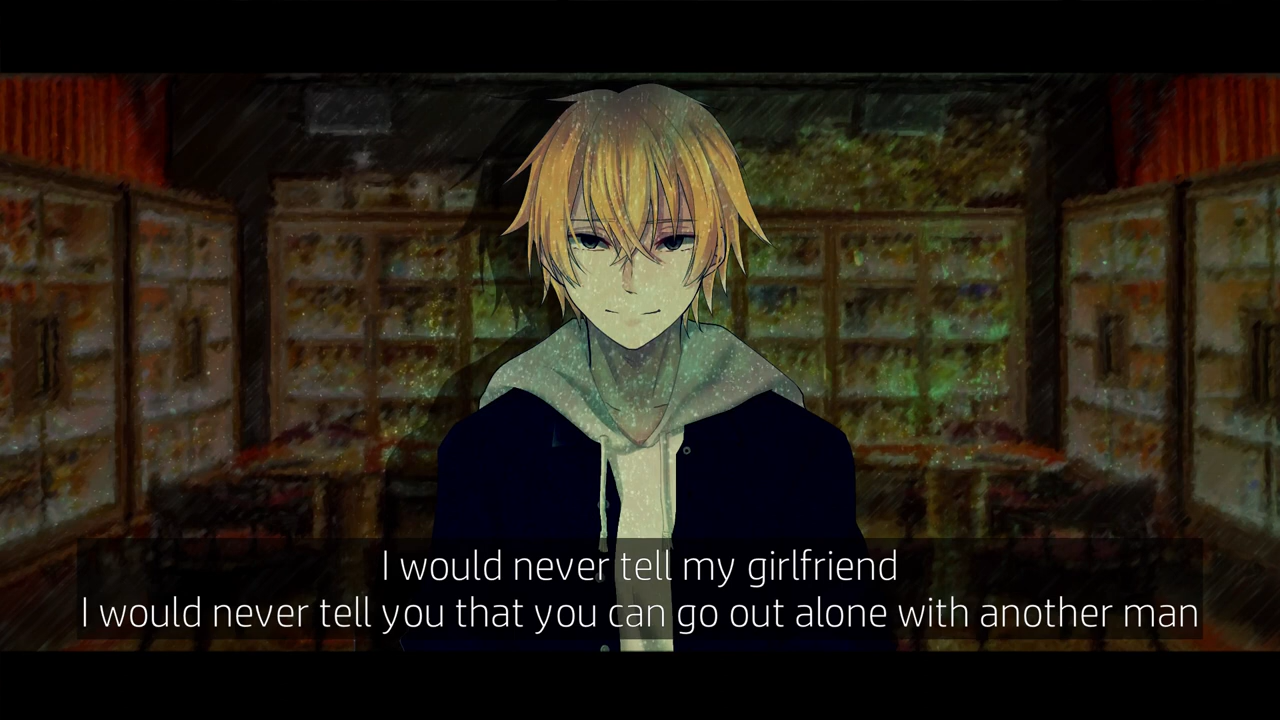 I would never tell my girlfriend
I would never tell you that you can go out alone with another man